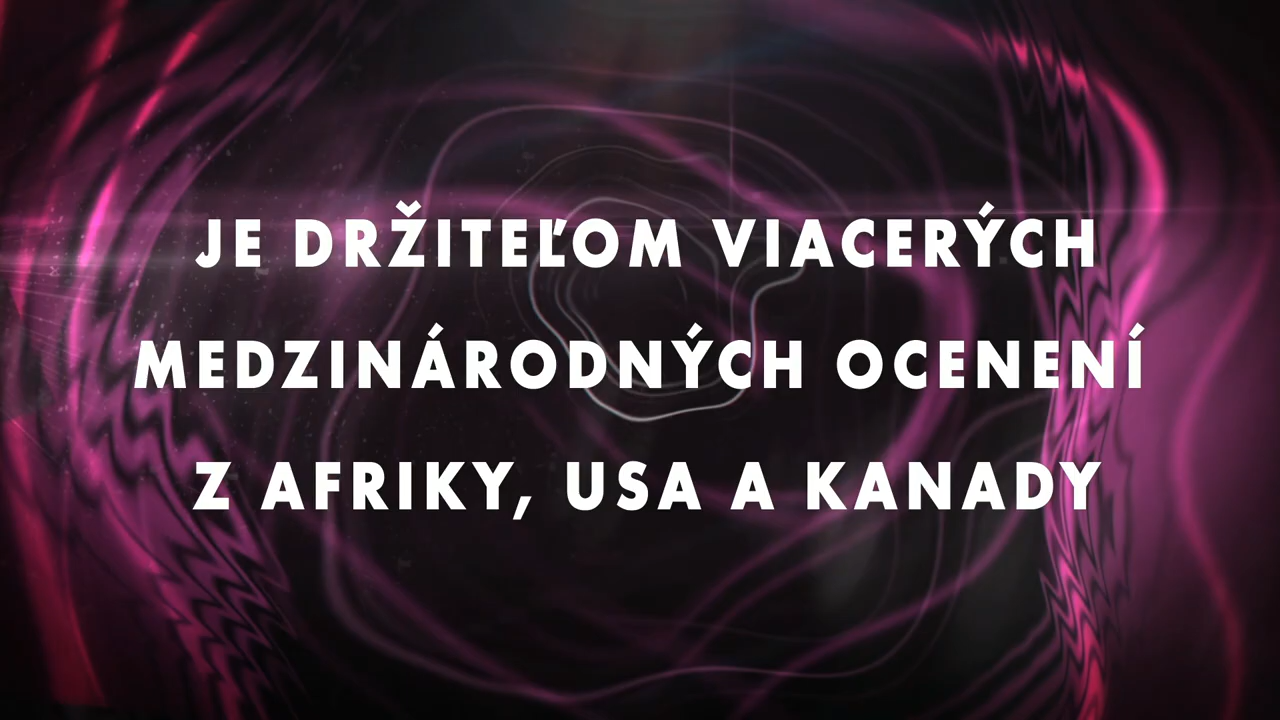 JE DRŽITEĽOM VIACERÝCH
MEDZINÁRODNÝCH OCENENÍ
Z AFRIKY, USA A KANADY